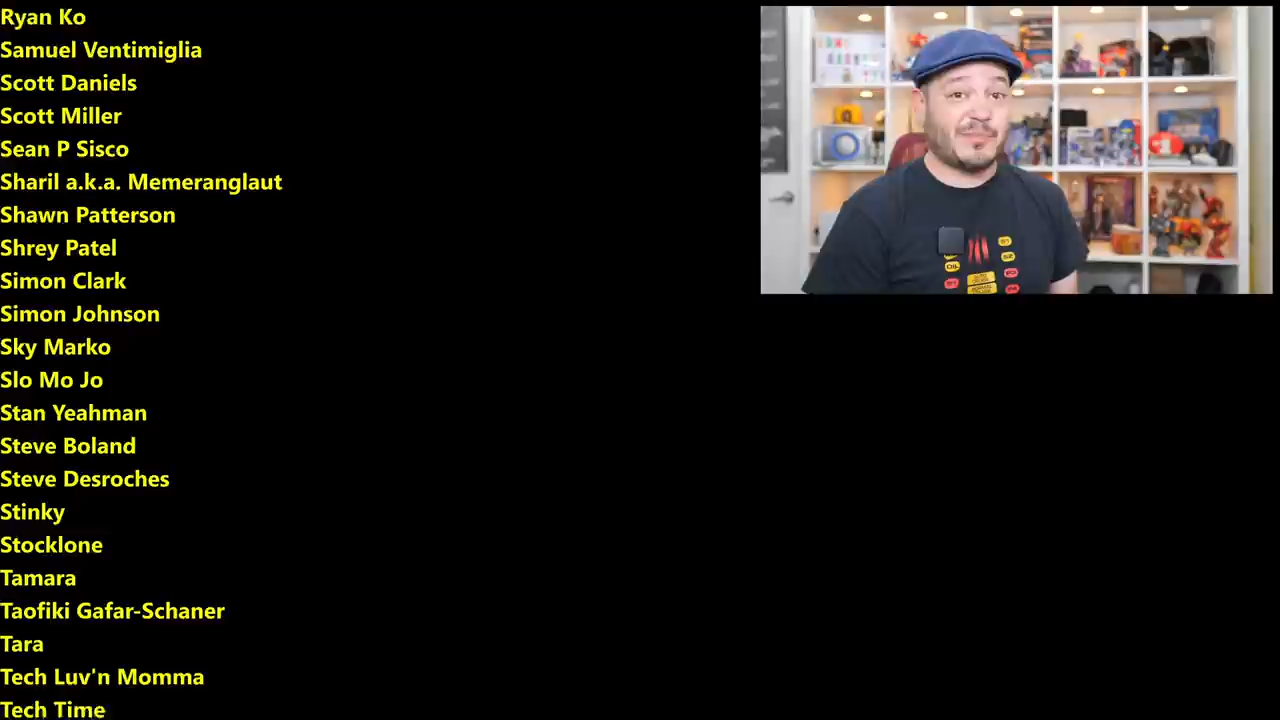 Ryan Ko
Samuel Ventimiglia
Scott Daniels
Scott Miller
Sean P Sisco
Sharil a.k.a. Memeranglaut
Shawn Patterson
Shrey Patel
Simon Clark
Simon Johnson
Sky Marko
Slo Mo Jo
Stan Yeahman
Steve Boland
Steve Desroches
Stinky
Stocklone
Tamara
Taofiki Gafar-Schaner
Tara
Tech Luv'n Momma
Tech Time
OIL